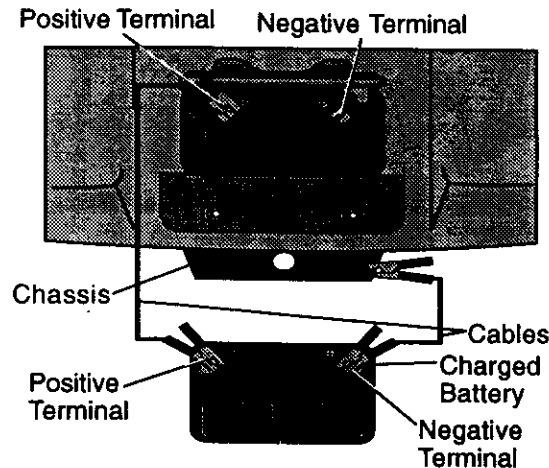 Positive Terminal
Negative Terminal
Chassis
Cables
Positive
Terminal
Charged
Battery
Negative
Terminal